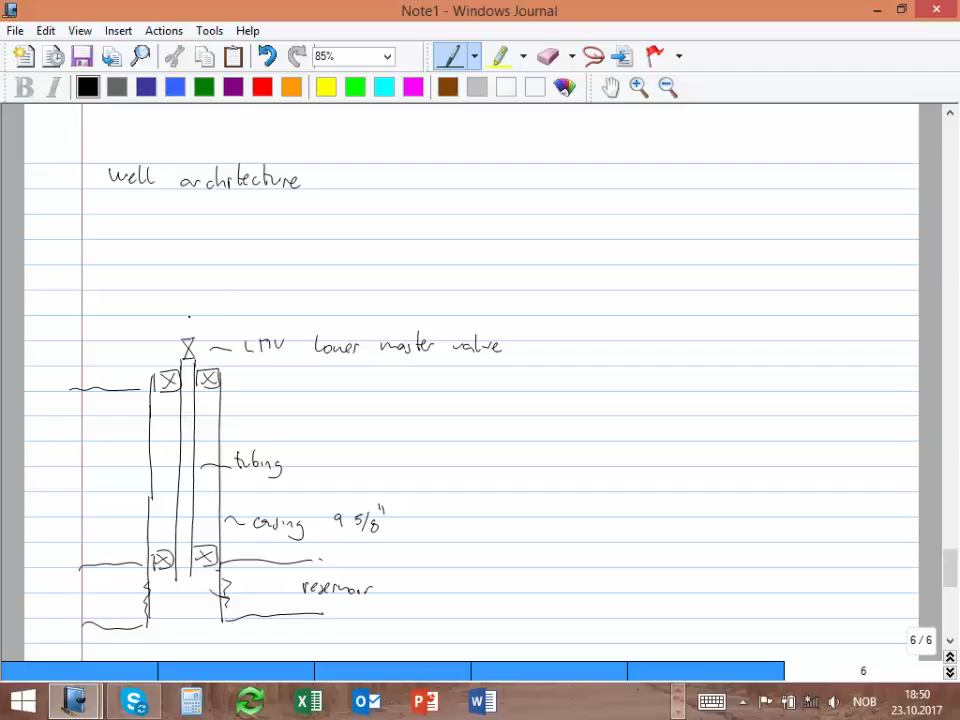 Note1 - Windows Journal
File Edit View Insert Actions Tools Help
85%
B I
well architecture
LMV lower master valve
tubing
casing 9 5/8"
reservoir
6 / 6
6
NOB
18:50
23.10.2017